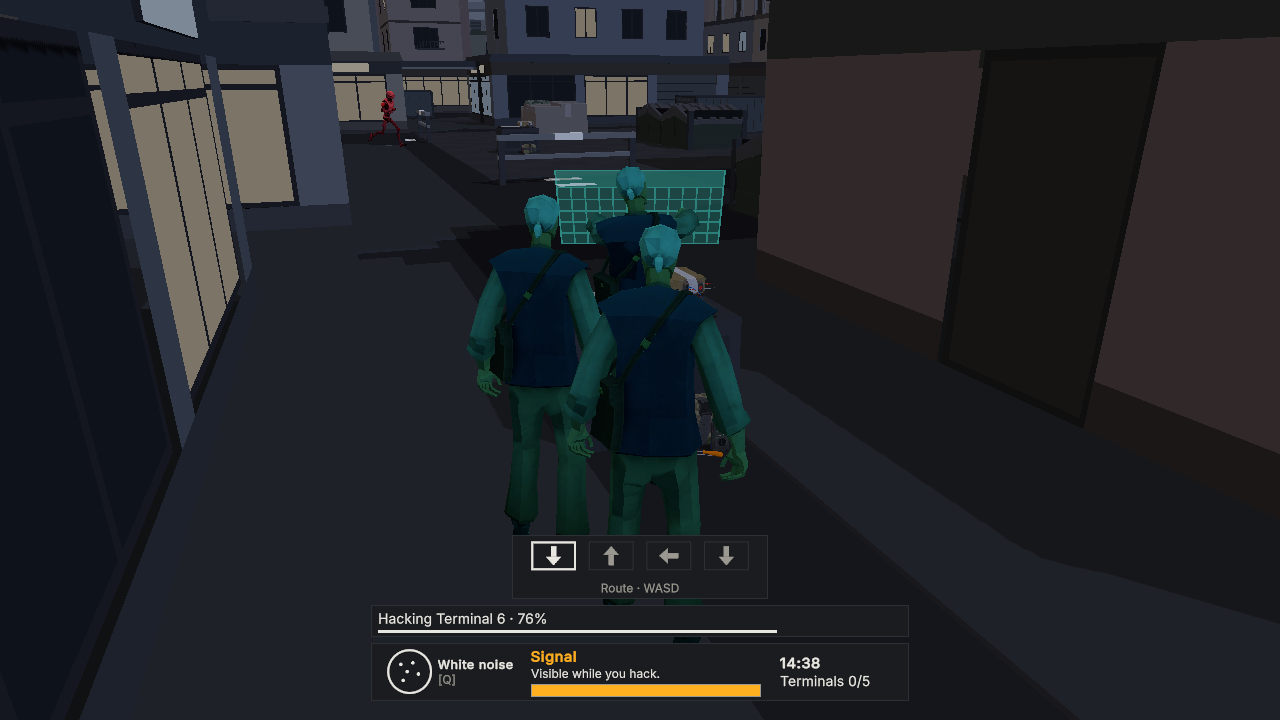 Route · WASD
Hacking Terminal 6 · 76%
White noise
[Q]
Signal
Visible while you hack.
14:38
Terminals 0/5